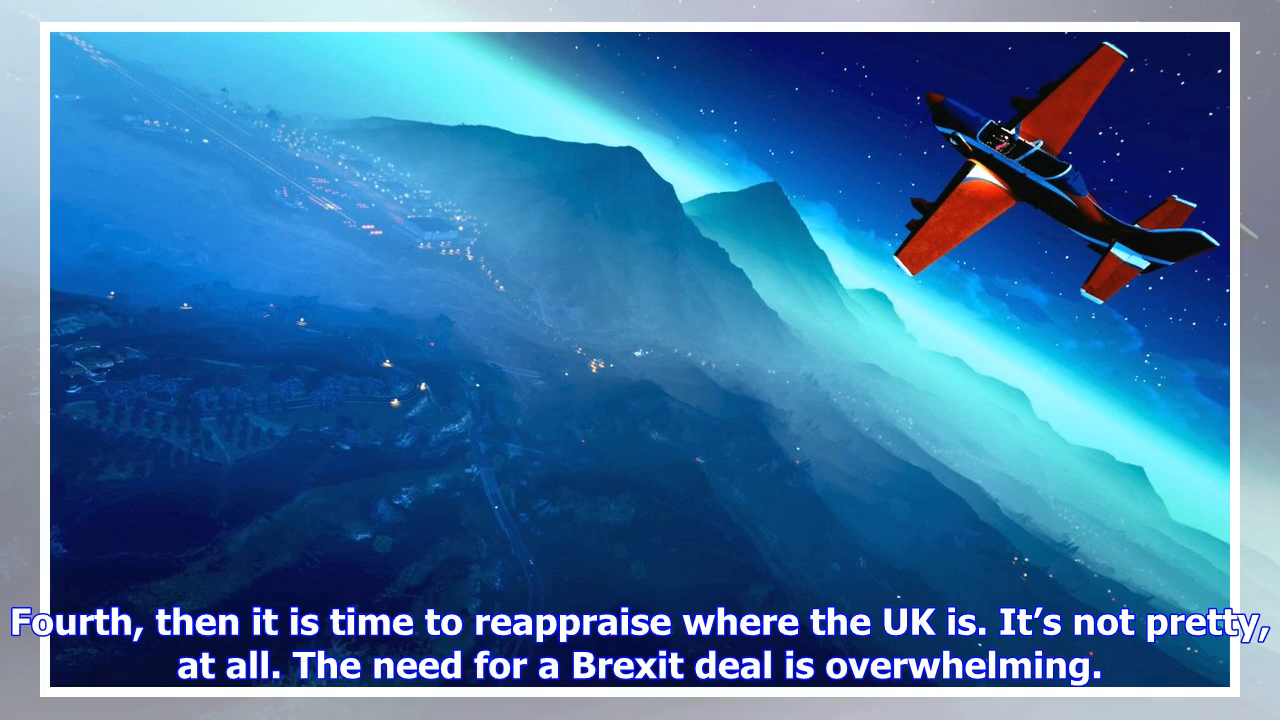 Fourth, then it is time to reappraise where the UK is. It’s not pretty,
at all. The need for a Brexit deal is overwhelming.